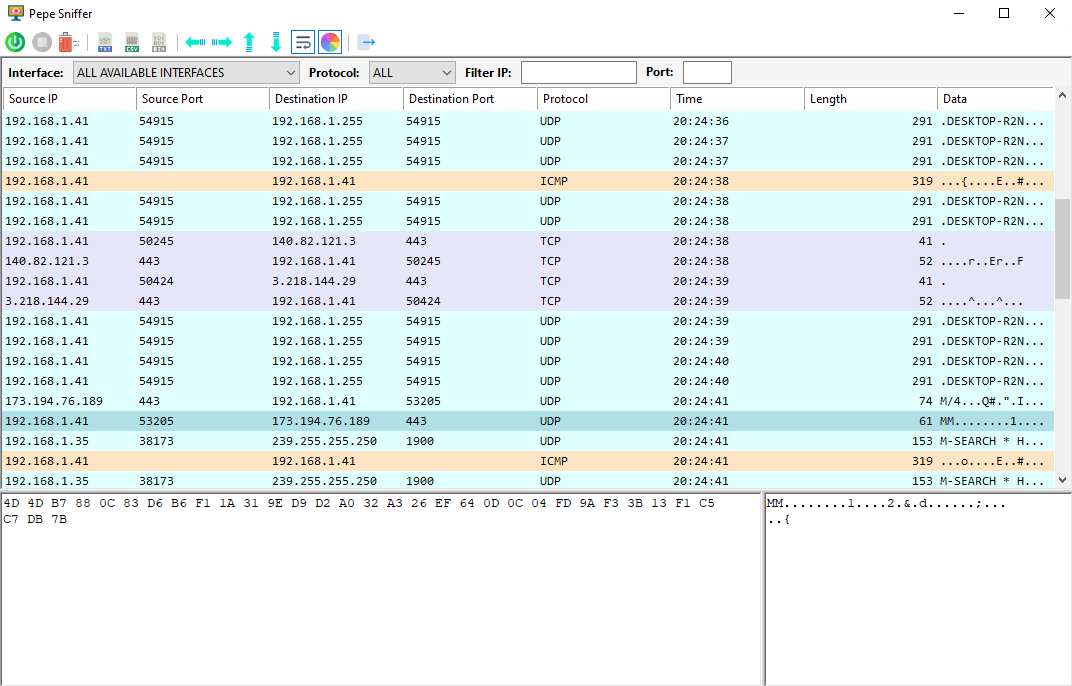 Pepe Sniffer
TXT CSV BIN
Interface: ALL AVAILABLE INTERFACES Protocol: ALL Filter IP: Port:
Source IP Source Port Destination IP Destination Port Protocol Time Length Data
192.168.1.41 54915 192.168.1.255 54915 UDP 20:24:36 291 .DESKTOP-R2N...
192.168.1.41 54915 192.168.1.255 54915 UDP 20:24:37 291 .DESKTOP-R2N...
192.168.1.41 54915 192.168.1.255 54915 UDP 20:24:37 291 .DESKTOP-R2N...
192.168.1.41 192.168.1.41 ICMP 20:24:38 319 ...{....E..#...
192.168.1.41 54915 192.168.1.255 54915 UDP 20:24:38 291 .DESKTOP-R2N...
192.168.1.41 54915 192.168.1.255 54915 UDP 20:24:38 291 .DESKTOP-R2N...
192.168.1.41 50245 140.82.121.3 443 TCP 20:24:38 41 .
140.82.121.3 443 192.168.1.41 50245 TCP 20:24:38 52 ....r..Er..F
192.168.1.41 50424 3.218.144.29 443 TCP 20:24:39 41 .
3.218.144.29 443 192.168.1.41 50424 TCP 20:24:39 52 ....^...^...
192.168.1.41 54915 192.168.1.255 54915 UDP 20:24:39 291 .DESKTOP-R2N...
192.168.1.41 54915 192.168.1.255 54915 UDP 20:24:39 291 .DESKTOP-R2N...
192.168.1.41 54915 192.168.1.255 54915 UDP 20:24:40 291 .DESKTOP-R2N...
192.168.1.41 54915 192.168.1.255 54915 UDP 20:24:40 291 .DESKTOP-R2N...
173.194.76.189 443 192.168.1.41 53205 UDP 20:24:41 74 M/4...Q#.".I...
192.168.1.41 53205 173.194.76.189 443 UDP 20:24:41 61 MM........1....
192.168.1.35 38173 239.255.255.250 1900 UDP 20:24:41 153 M-SEARCH * H...
192.168.1.41 192.168.1.41 ICMP 20:24:41 319 ...o....E..#...
192.168.1.35 38173 239.255.255.250 1900 UDP 20:24:41 153 M-SEARCH * H...
4D 4D B7 88 0C 83 D6 B6 F1 1A 31 9E D9 D2 A0 32 A3 26 EF 64 0D 0C 04 FD 9A F3 3B 13 F1 C5
C7 DB 7B
MM........1....2.&.d......;...
..{